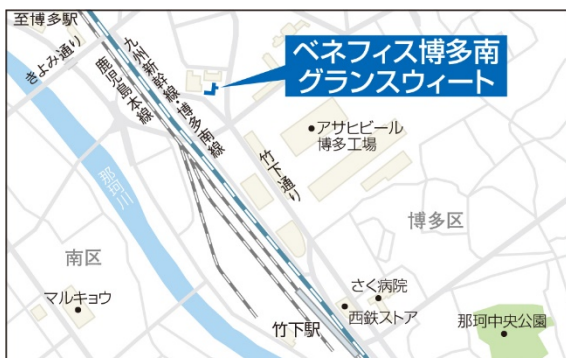 至博多駅
きよみ通り
鹿児島本線
九州新幹線・博多南線
ベネフィス博多南
グランスウィート
アサヒビール
博多工場
竹下通り
那珂川
博多区
南区
マルキョウ
さく病院
西鉄ストア
竹下駅
那珂中央公園